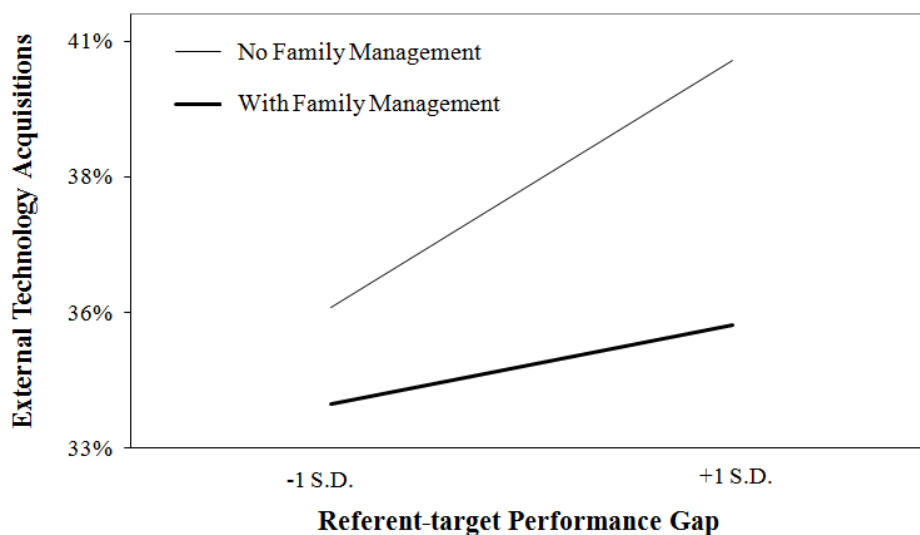 External Technology Acquisitions
41%
38%
36%
33%
No Family Management
With Family Management
-1 S.D.
+1 S.D.
Referent-target Performance Gap